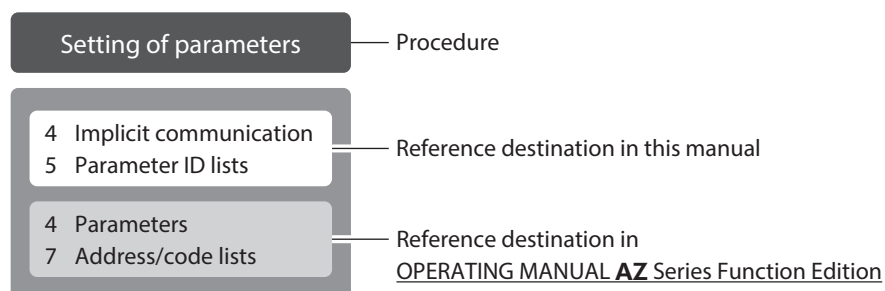 Setting of parameters
Procedure
4 Implicit communication
5 Parameter ID lists
Reference destination in this manual
4 Parameters
7 Address/code lists
Reference destination in
OPERATING MANUAL AZ Series Function Edition